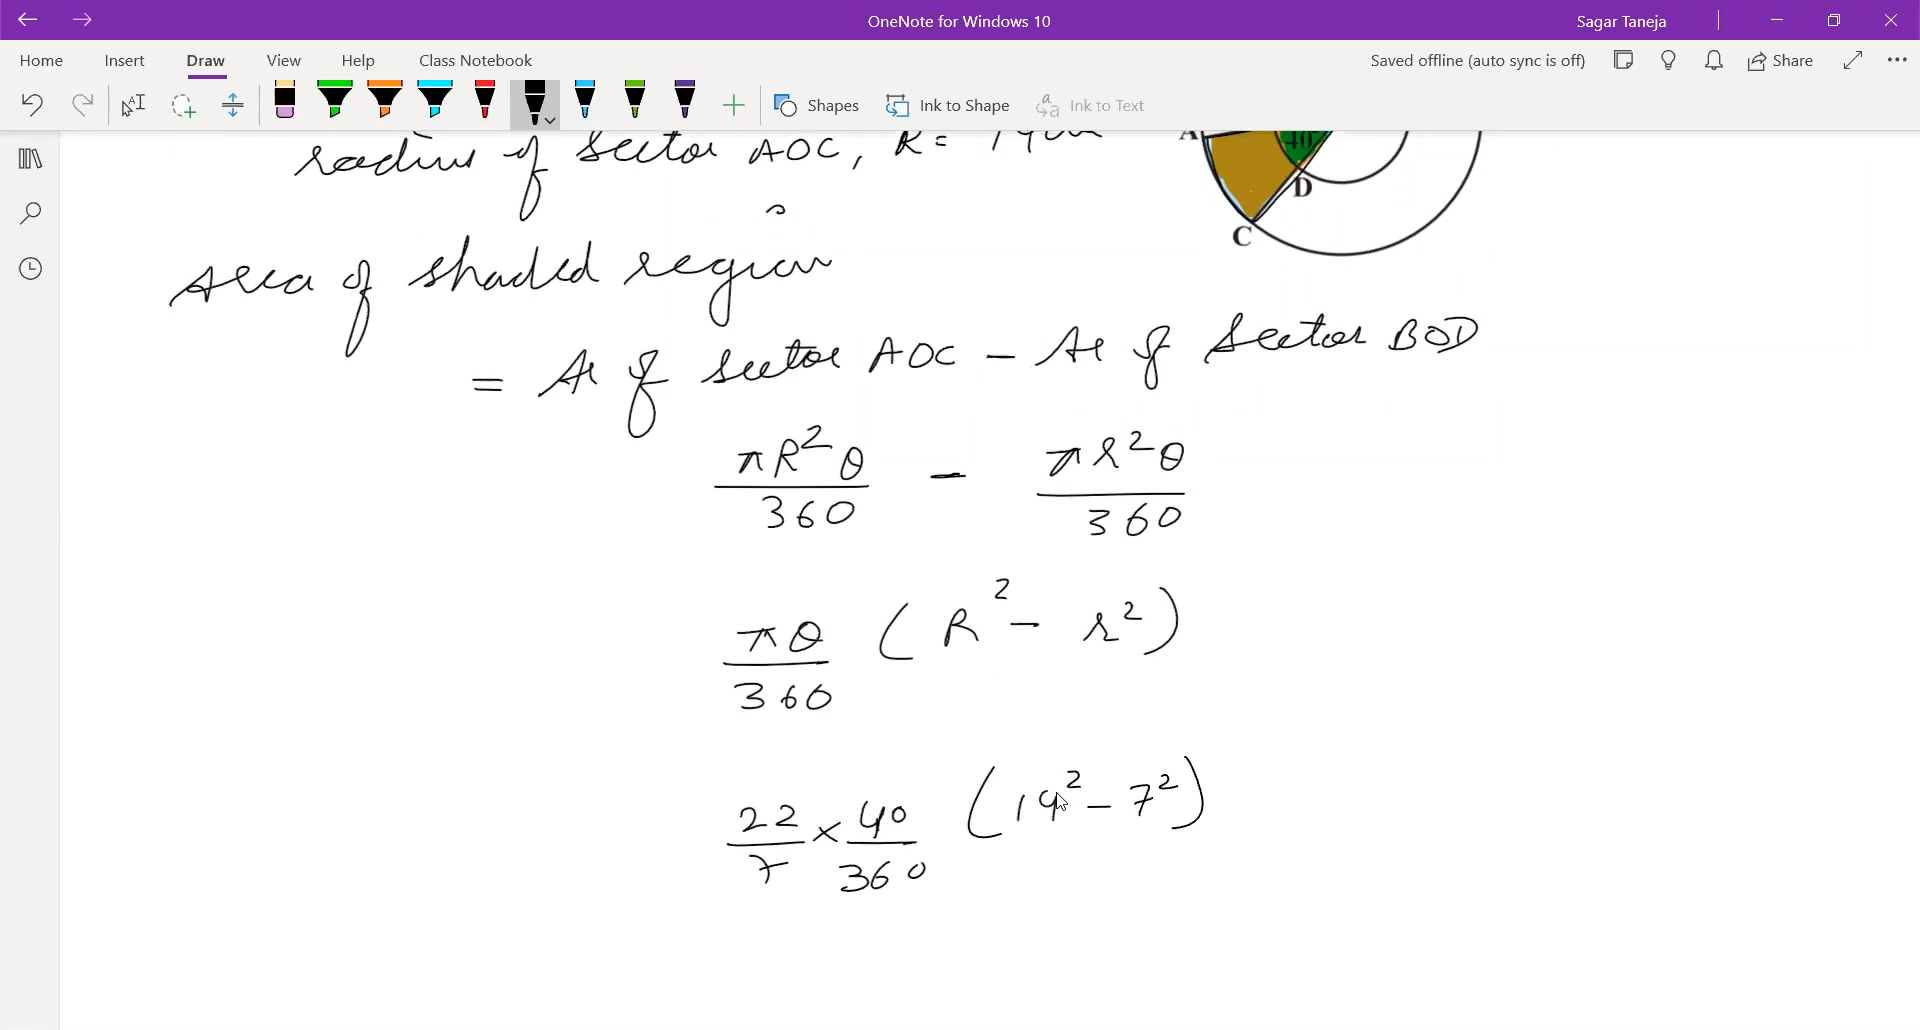 OneNote for Windows 10
Sagar Taneja
Home Insert Draw View Help Class Notebook
Saved offline (auto sync is off) Share
Shapes Ink to Shape Ink to Text
radius of sector AOC, R = 14cm
A 40
D
C
Area of shaded region
= Ar of sector AOC - Ar of sector BOD
πR²θ/360 - πr²θ/360
πθ/360 (R² - r²)
22/7 × 40/360 (14² - 7²)